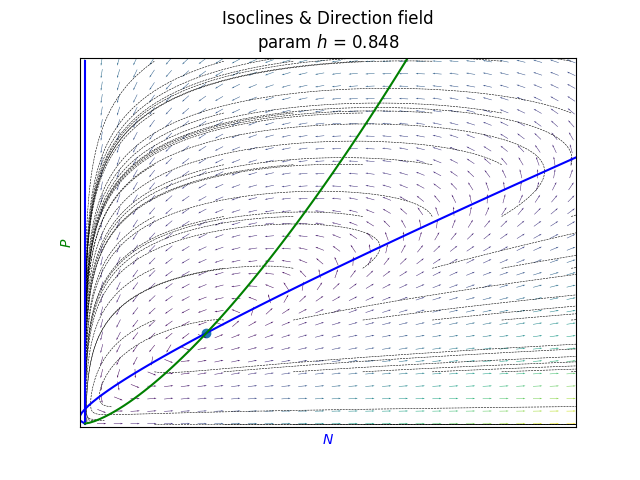 Isoclines & Direction field
param h = 0.848
P
N